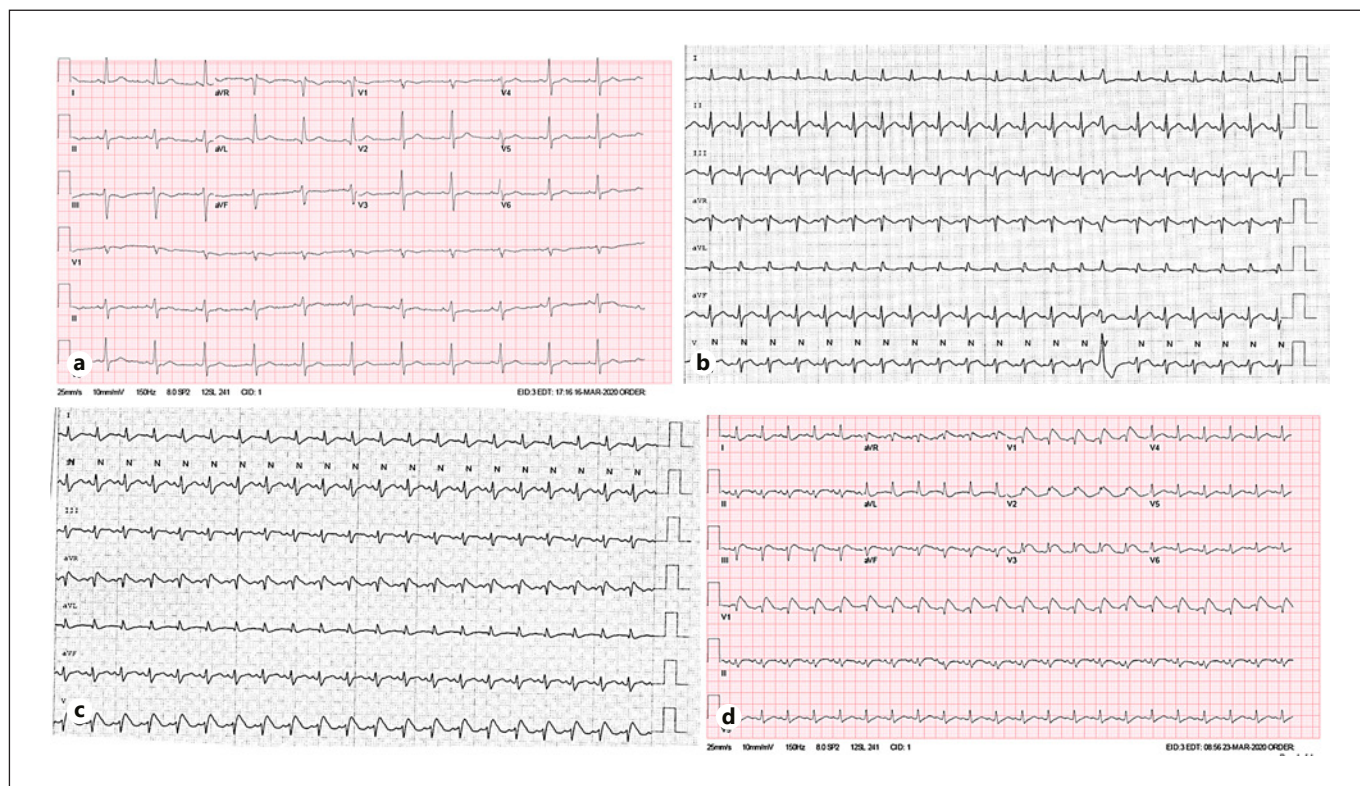 I aVR V1 V4
II aVL V2 V5
III aVF V3 V6
V1
II
a
25mm/s 10mm/mV 150Hz 8.0 SP2 12SL 241 CID: 1 EID:3 EDT: 17:16 16-MAR-2020 ORDER:
I
II
III
aVR
aVL
aVF
V N N N N N N N N N N N N N V N N N N N N
b
I
N N N N N N N N N N N N N N N N N N N N N
III
aVR
aVL
aVF
V
c
I aVR V1 V4
II aVL V2 V5
III aVF V3 V6
V1
II
d
25mm/s 10mm/mV 150Hz 8.0 SP2 12SL 241 CID: 1 EID:3 EDT: 08:56 23-MAR-2020 ORDER: